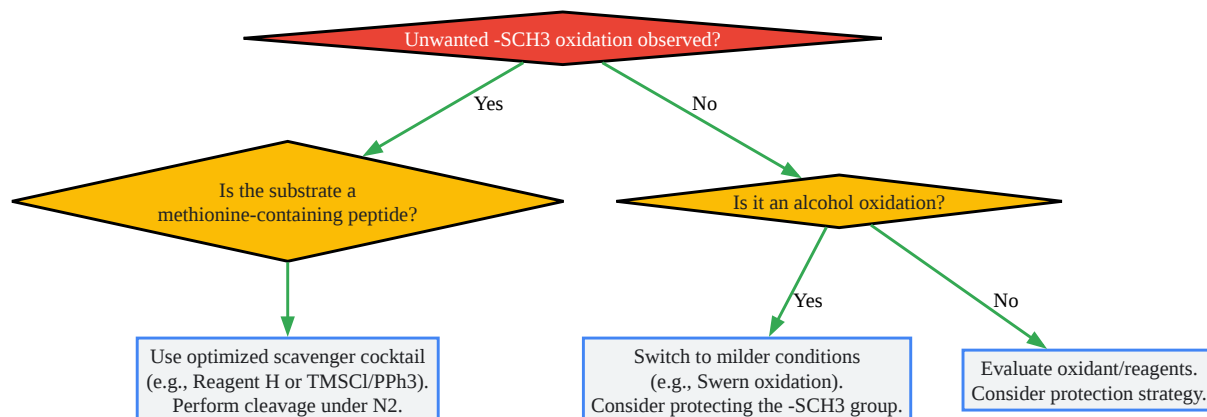 Unwanted -SCH3 oxidation observed?
Yes
No
Is the substrate a
methionine-containing peptide?
Is it an alcohol oxidation?
Yes
No
Use optimized scavenger cocktail
(e.g., Reagent H or TMSCl/PPh3).
Perform cleavage under N2.
Switch to milder conditions
(e.g., Swern oxidation).
Consider protecting the -SCH3 group.
Evaluate oxidant/reagents.
Consider protection strategy.